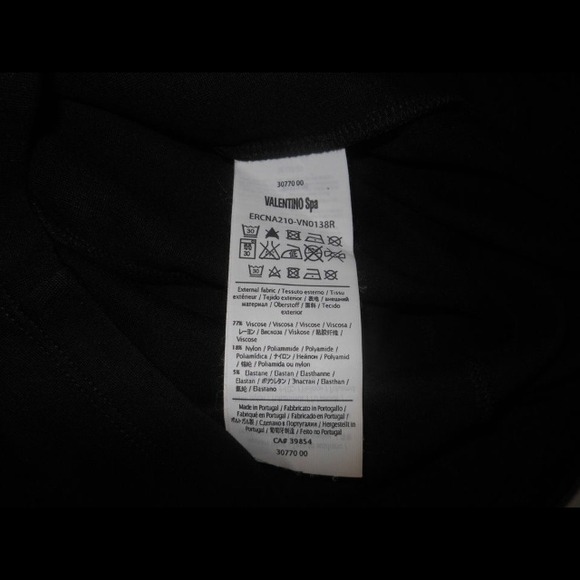 30770 00
VALENTINO Spa
ERCNA210-VN0138R
30
30
30
External fabric / Tessuto esterno / Tissu
extérieur / Tejido exterior / 表地 / внешний
материал / Oberstoff / 面料 / Tecido
exterior
77% Viscose / Viscosa / Viscose / Viscosa /
レーヨン / Вискоза / Viskose / 粘胶纤维 /
Viscose
18% Nylon / Poliammide / Polyamide /
Poliamídica / ナイロン / Нейлон / Polyamid
/ 锦纶 / Poliamida ou nylon
5% Elastane / Elastan / Elasthanne /
Elastan / ポリウレタン / Эластан / Elasthan /
氨纶 / Elastano
Made in Portugal / Fabbricato in Portogallo /
Fabriqué en Portugal / Fabricado en Portugal /
ポルトガル製 / Сделано в Португалии / Hergestellt in
Portugal / 葡萄牙制造 / Feito no Portugal
CA# 39854
30770 00